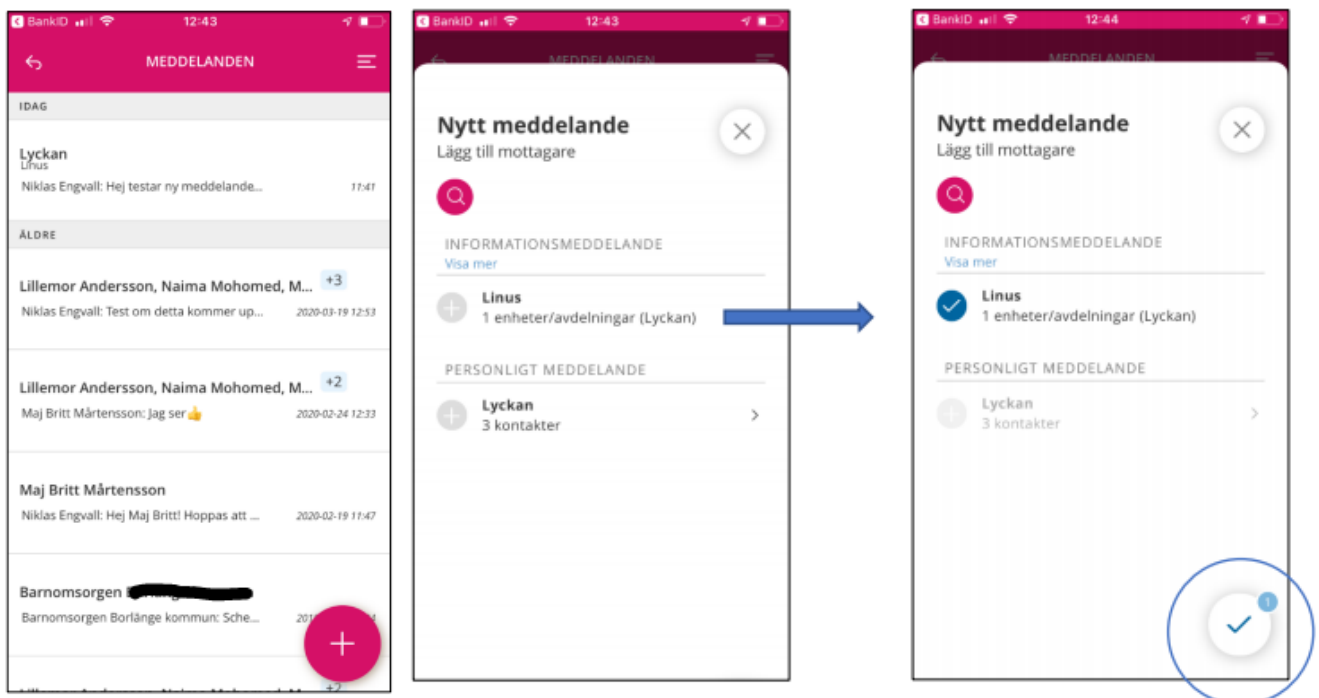 BankID
12:43
MEDDELANDEN
IDAG
Lyckan
Linus
Niklas Engvall: Hej testar ny meddelande...
11:41
ÄLDRE
Lillemor Andersson, Naima Mohomed, M... +3
Niklas Engvall: Test om detta kommer up...
2020-03-19 12:53
Lillemor Andersson, Naima Mohomed, M... +2
Maj Britt Mårtensson: Jag ser👍
2020-02-24 12:33
Maj Britt Mårtensson
Niklas Engvall: Hej Maj Britt! Hoppas att ...
2020-02-19 11:47
Barnomsorgen
Barnomsorgen Borlänge kommun: Sche...
+2
BankID
12:43
MEDDELANDEN
Nytt meddelande
Lägg till mottagare
INFORMATIONSMEDDELANDE
Visa mer
Linus
1 enheter/avdelningar (Lyckan)
PERSONLIGT MEDDELANDE
Lyckan
3 kontakter
BankID
12:44
MEDDELANDEN
Nytt meddelande
Lägg till mottagare
INFORMATIONSMEDDELANDE
Visa mer
Linus
1 enheter/avdelningar (Lyckan)
PERSONLIGT MEDDELANDE
Lyckan
3 kontakter
1